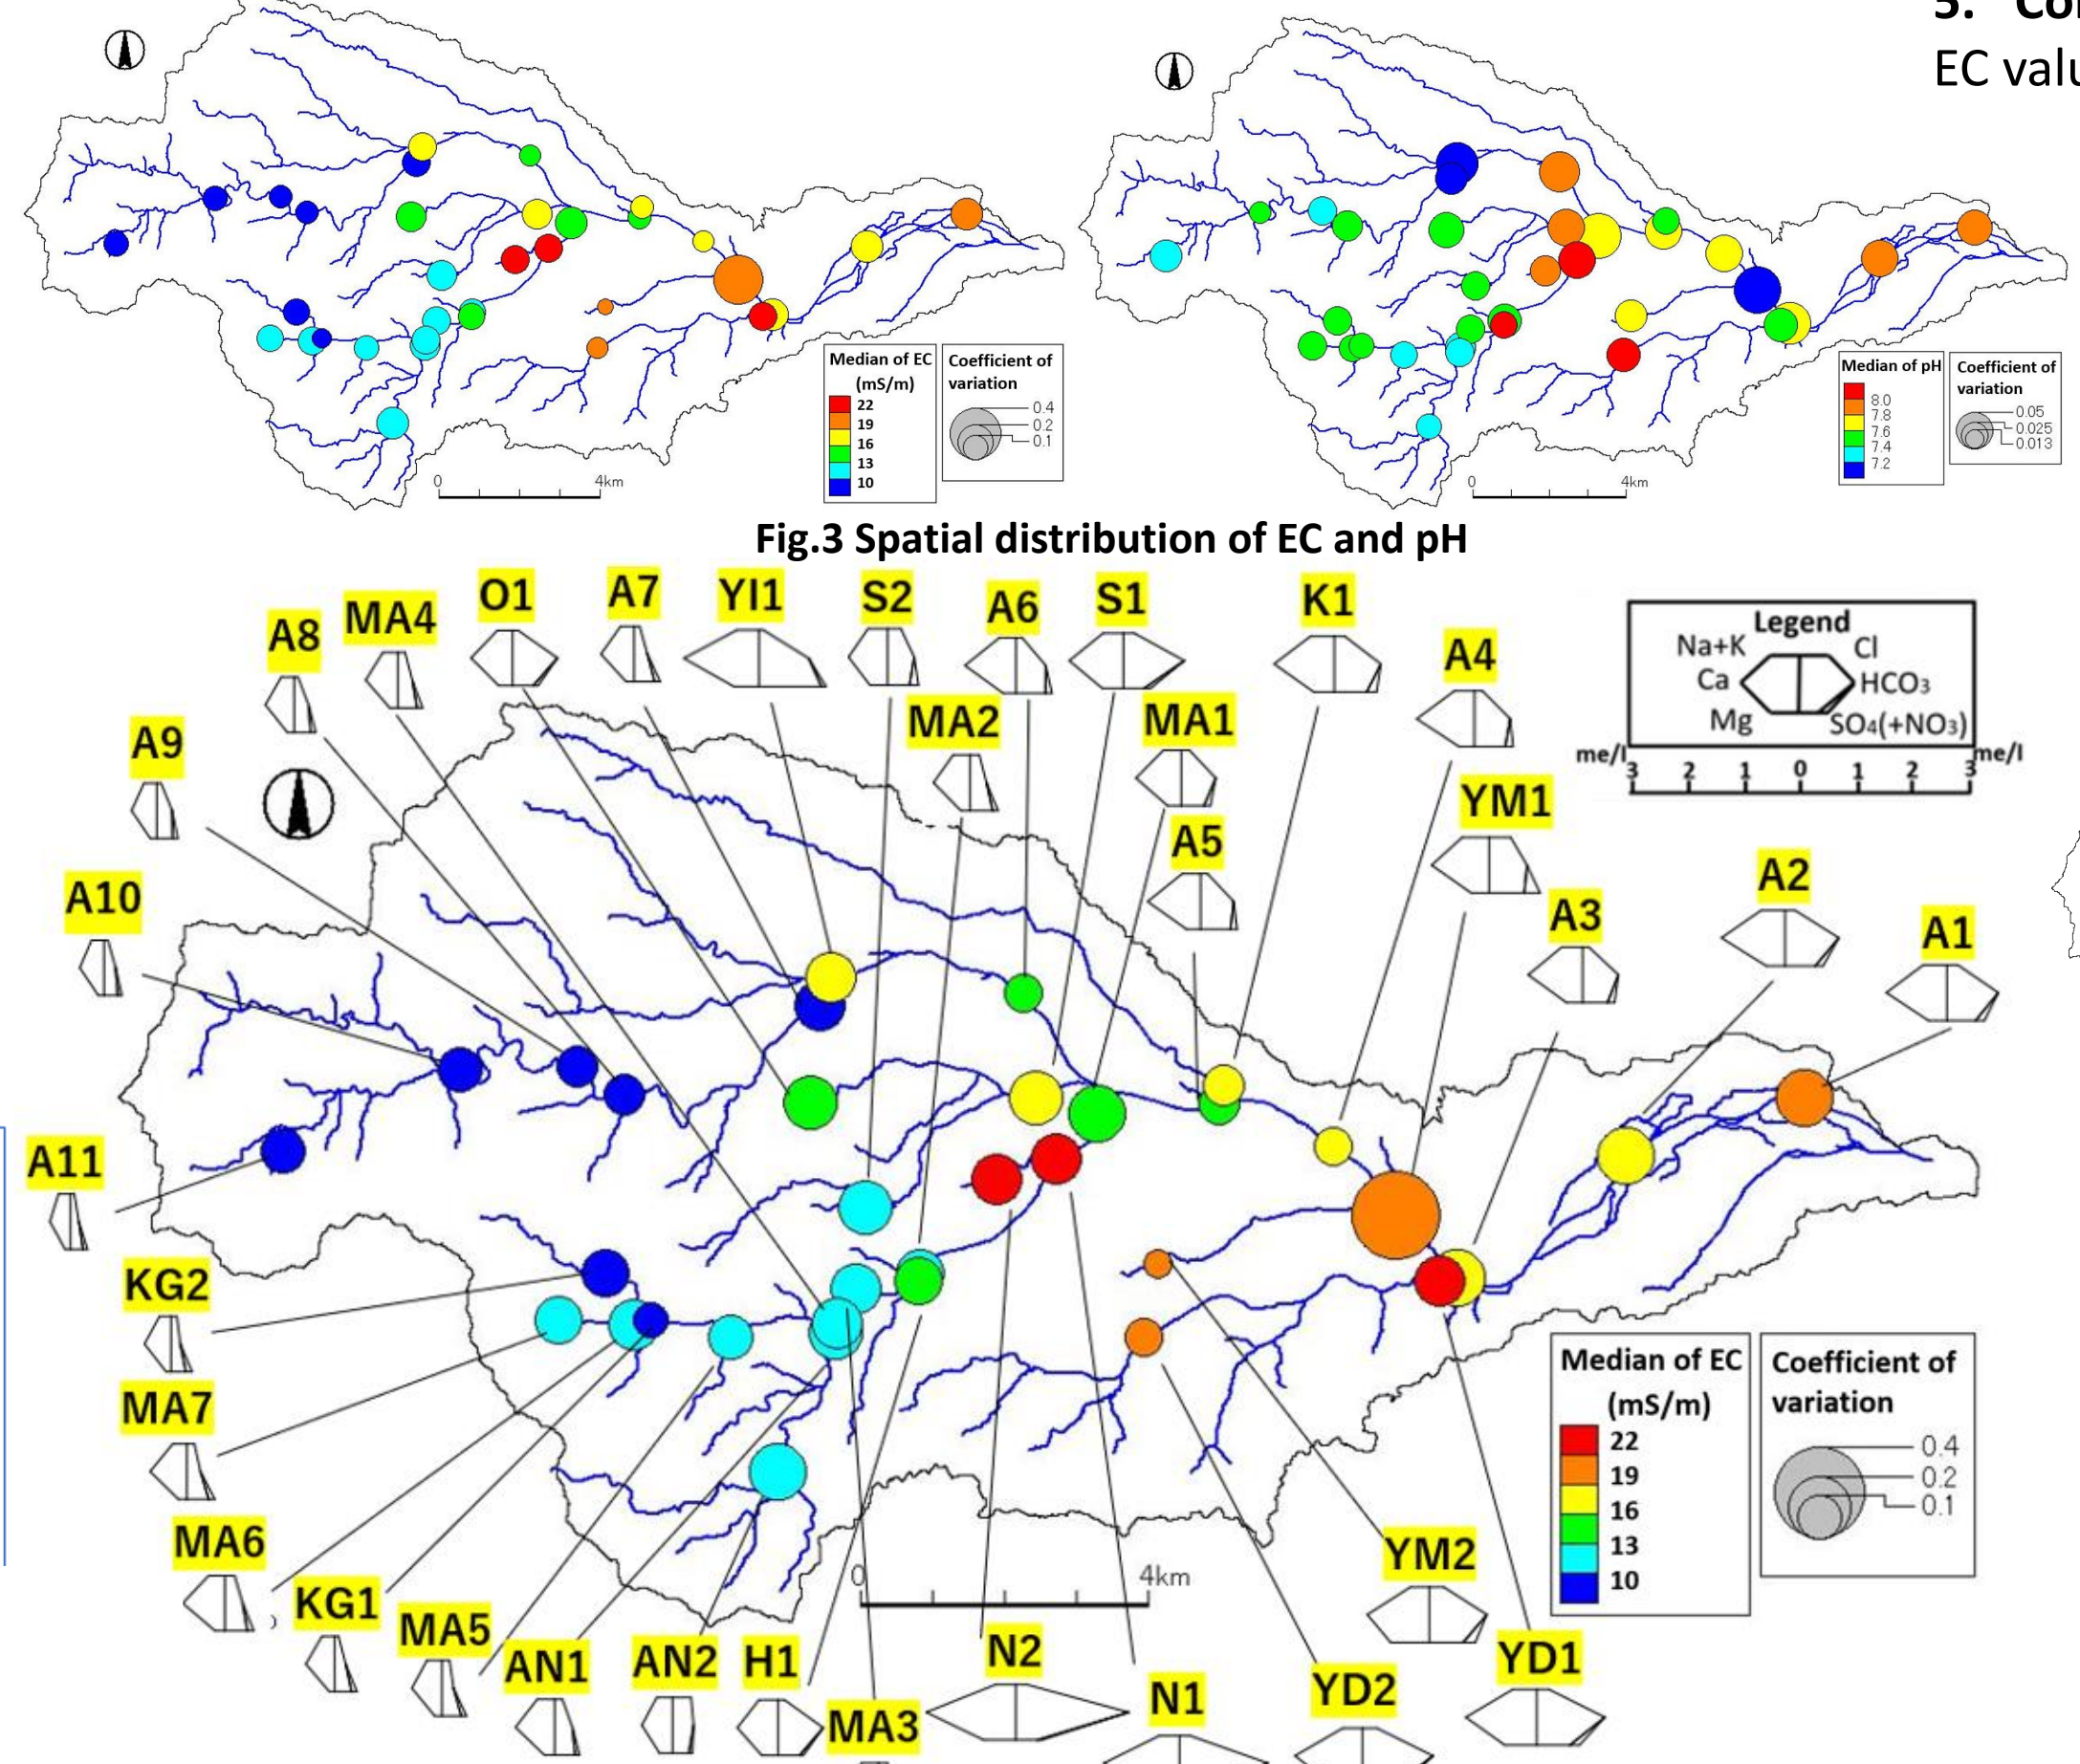 EC
Median of EC
(mS/m)
22
19
16
13
10
Coefficient of
variation
0.4
0.2
0.1
0
4km
Median of pH
8.0
7.8
7.6
7.4
7.2
Coefficient of
variation
0.05
0.025
0.013
0
4km
Fig.3 Spatial distribution of EC and pH
O1
A7
YI1
S2
A6
S1
K1
A8
MA4
A4
MA2
MA1
A9
YM1
A5
A2
A10
A3
A1
A11
KG2
MA7
MA6
KG1
MA5
AN1
AN2
H1
MA3
N2
N1
YM2
YD2
YD1
Legend
Na+K
Cl
Ca
HCO₃
Mg
SO₄(+NO₃)
me/l
me/l
3 2 1 0 1 2 3
0
4km
Median of EC
(mS/m)
22
19
16
13
10
Coefficient of
variation
0.4
0.2
0.1